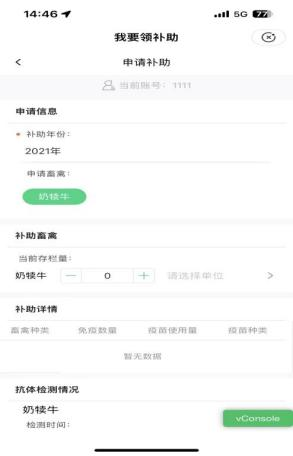 14:46 5G 77
我要领补助
申请补助
当前账号: 1111
申请信息
* 补助年份:
2021年
申请畜禽:
奶犊牛
补助畜禽
当前存栏量:
奶犊牛 — 0 + 请选择单位
补助详情
畜禽种类 免疫数量 疫苗使用量 疫苗种类
暂无数据
抗体检测情况
奶犊牛
检测时间:
vConsole